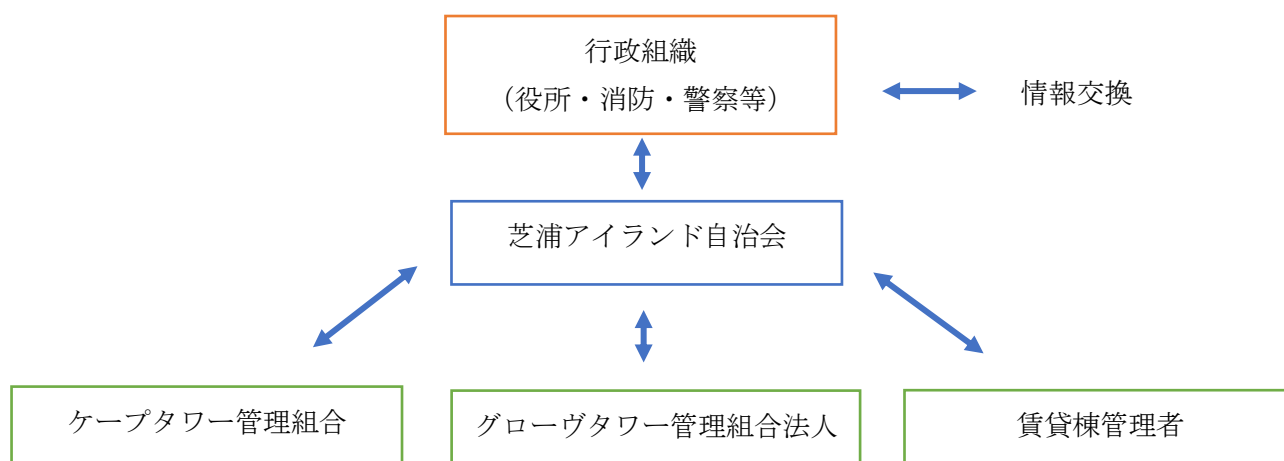 行政組織
（役所・消防・警察等）
情報交換
芝浦アイランド自治会
ケープタワー管理組合
グローヴタワー管理組合法人
賃貸棟管理者